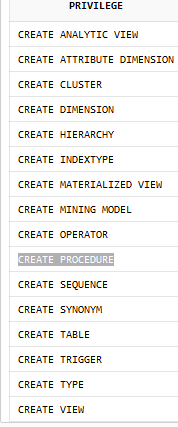 PRIVILEGE
CREATE ANALYTIC VIEW
CREATE ATTRIBUTE DIMENSION
CREATE CLUSTER
CREATE DIMENSION
CREATE HIERARCHY
CREATE INDEXTYPE
CREATE MATERIALIZED VIEW
CREATE MINING MODEL
CREATE OPERATOR
CREATE PROCEDURE
CREATE SEQUENCE
CREATE SYNONYM
CREATE TABLE
CREATE TRIGGER
CREATE TYPE
CREATE VIEW